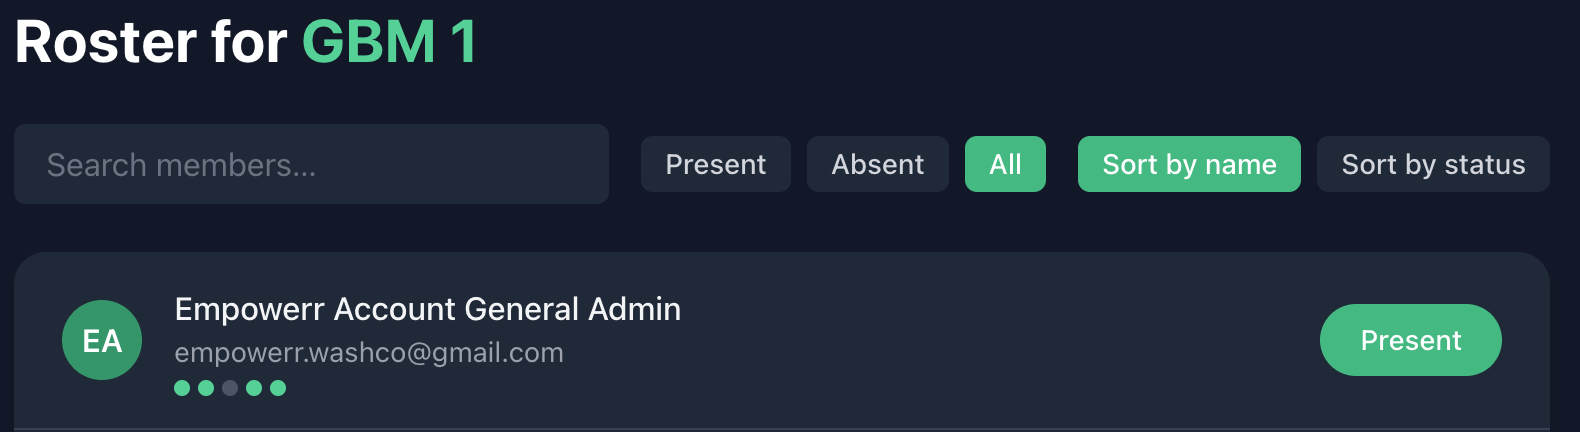 Roster for GBM 1
Search members...
Present
Absent
All
Sort by name
Sort by status
EA
Empowerr Account General Admin
empowerr.washco@gmail.com
Present